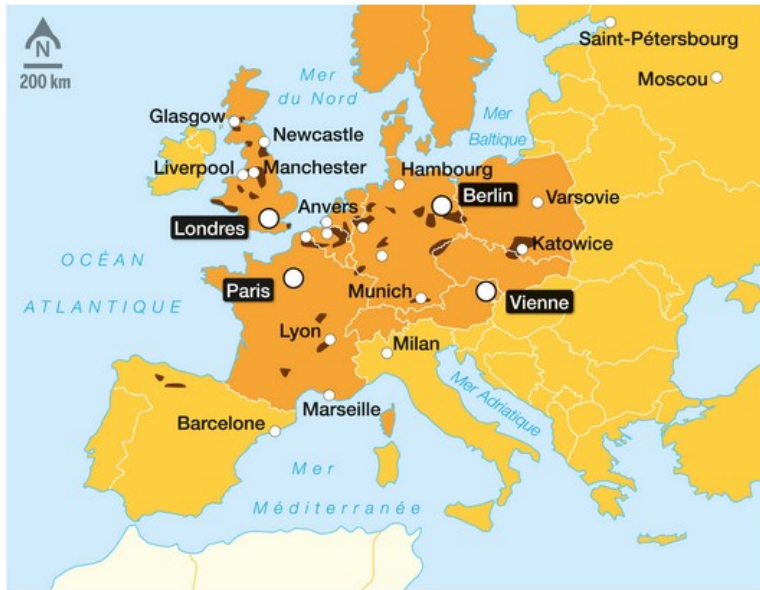 N
200 km
Saint-Pétersbourg
Moscou
Mer
du Nord
Mer
Baltique
Glasgow
Newcastle
Liverpool
Manchester
Hambourg
Berlin
Varsovie
Anvers
Londres
Katowice
OCÉAN
ATLANTIQUE
Paris
Munich
Vienne
Lyon
Milan
Mer Adriatique
Marseille
Barcelone
Mer
Méditerranée